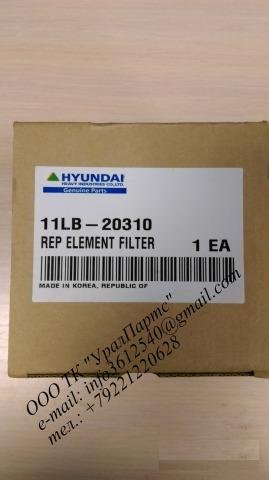 HYUNDAI
HEAVY INDUSTRIES CO.,LTD.
Genuine Parts
11LB-20310
REP ELEMENT FILTER 1 EA
MADE IN KOREA, REPUBLIC OF
ООО ТК "УралПартс"
e-mail: info3612540@gmail.com
тел.: +79221220628